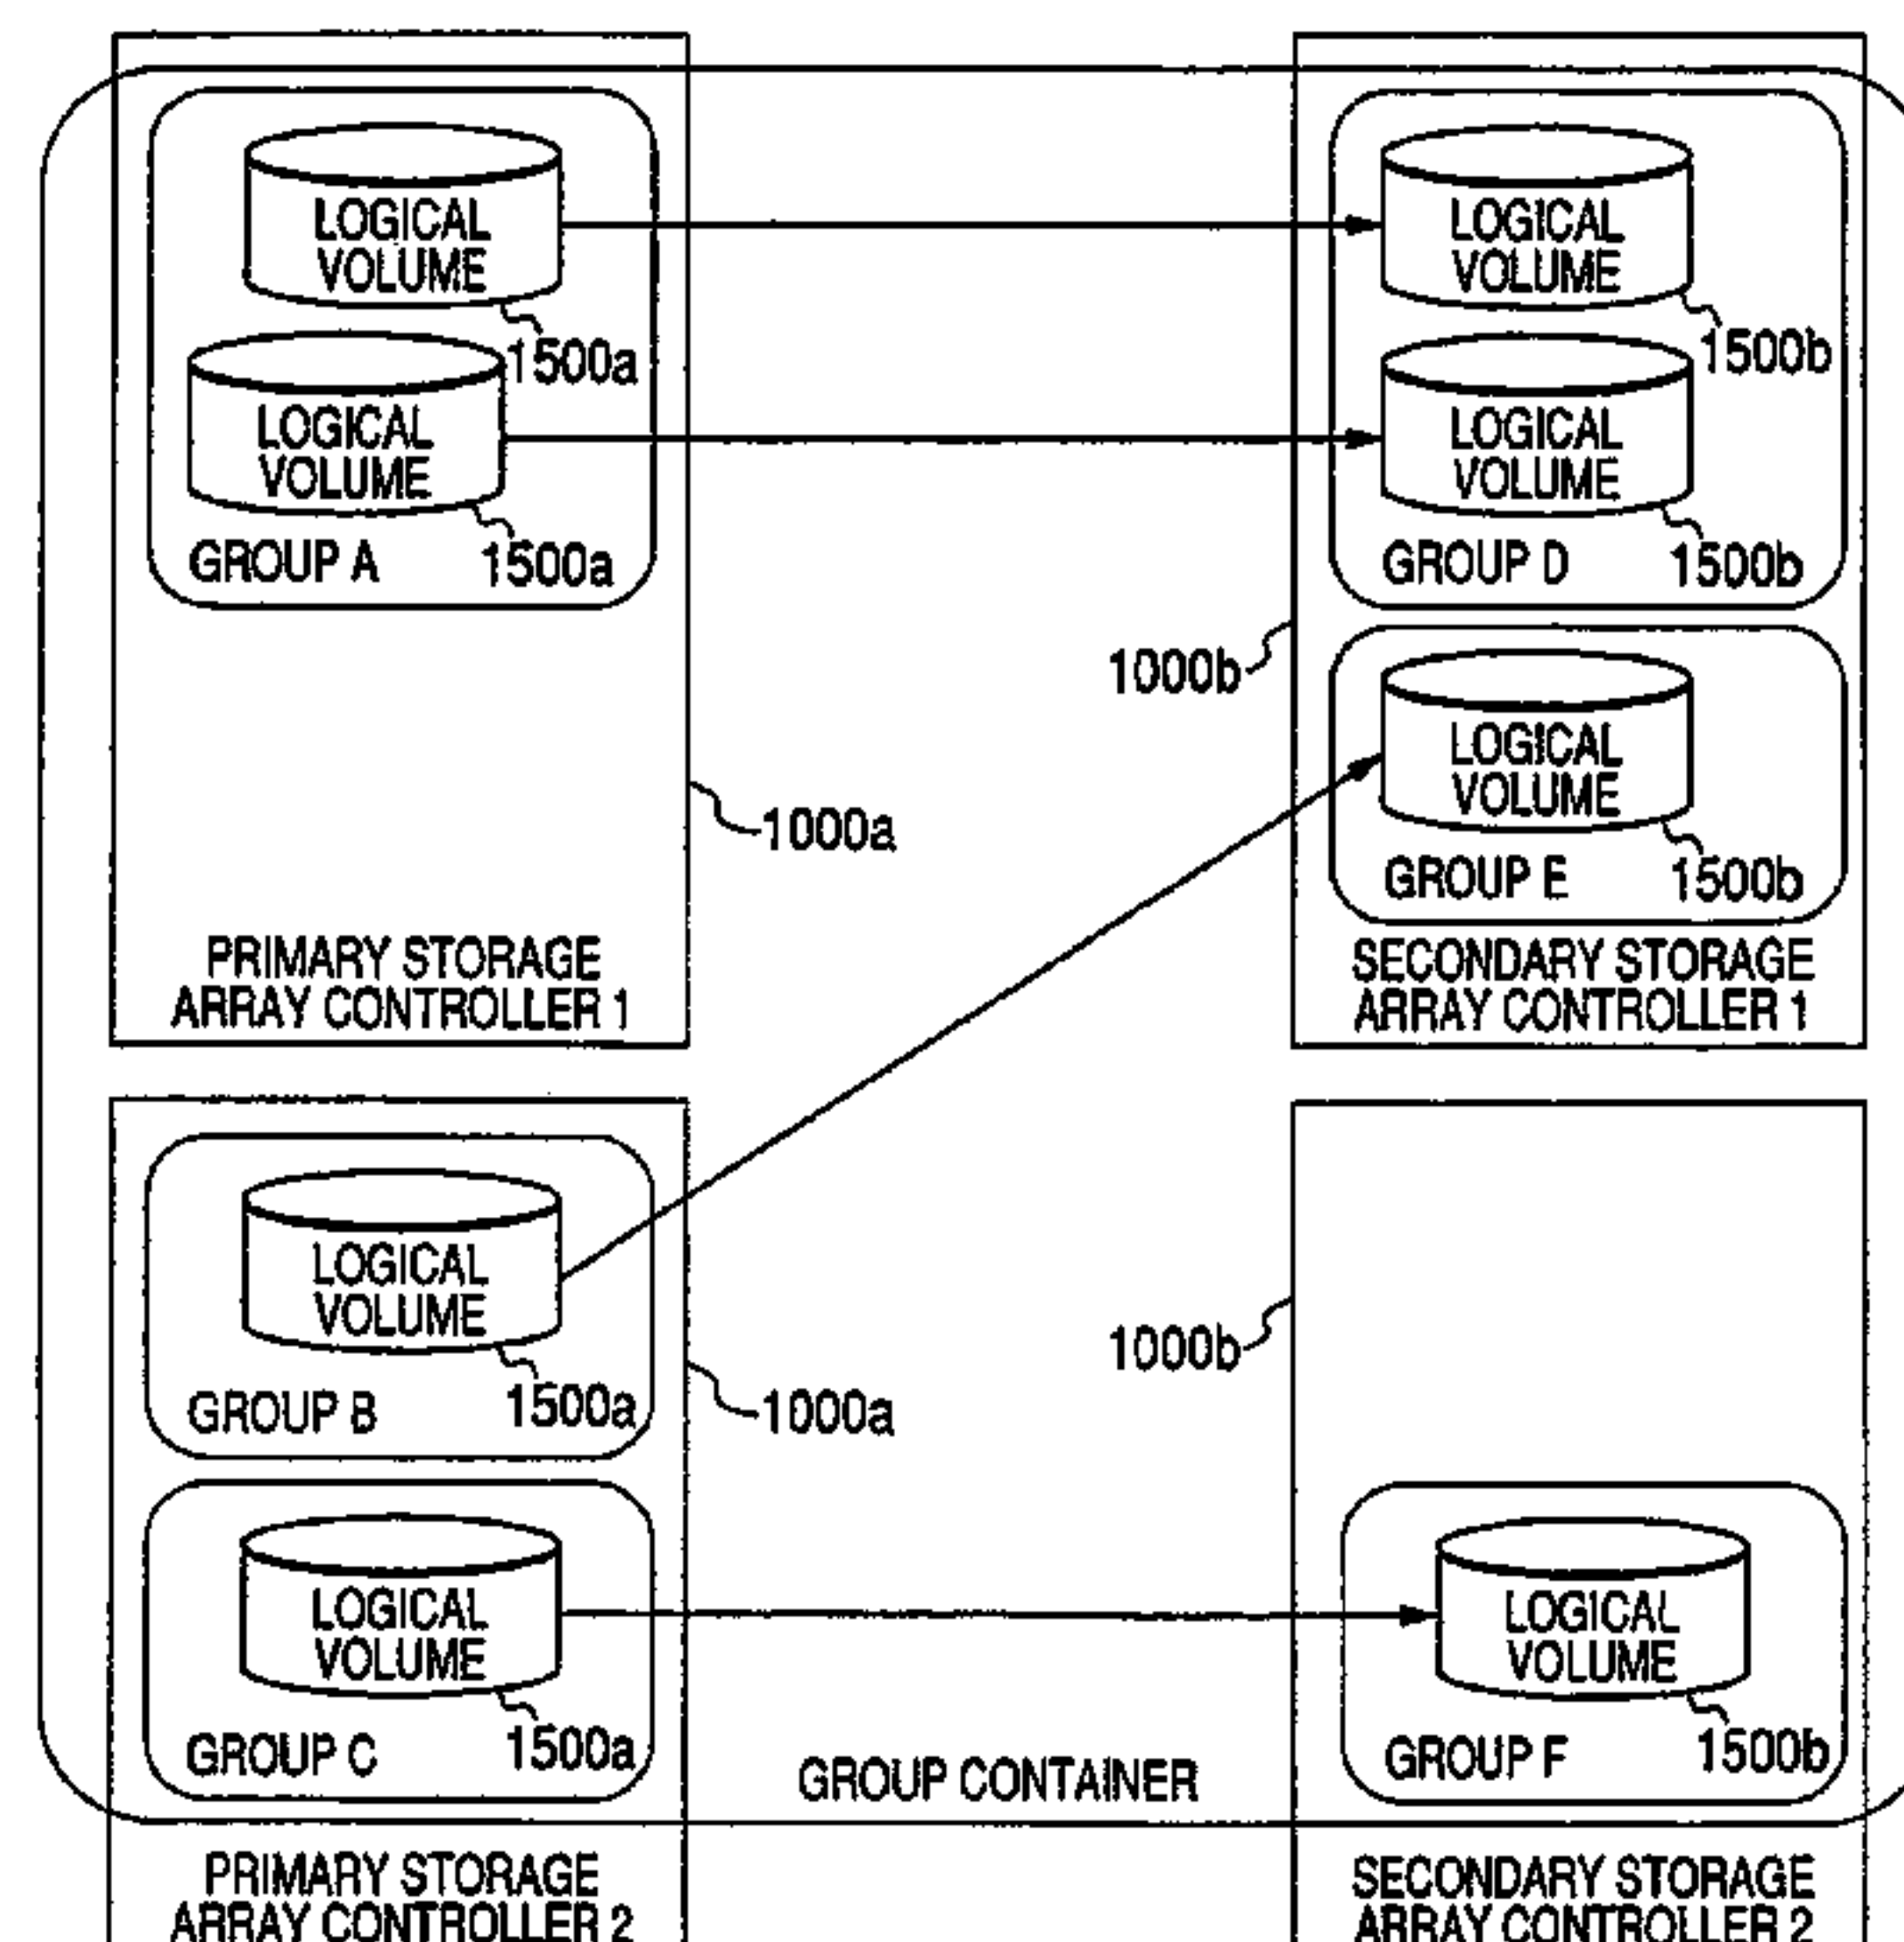 LOGICAL
VOLUME
1500a
LOGICAL
VOLUME
GROUP A
1500a
1000a
PRIMARY STORAGE
ARRAY CONTROLLER 1
LOGICAL
VOLUME
1500b
LOGICAL
VOLUME
GROUP D
1500b
1000b
LOGICAL
VOLUME
GROUP E
1500b
SECONDARY STORAGE
ARRAY CONTROLLER 1
LOGICAL
VOLUME
GROUP B
1500a
1000a
LOGICAL
VOLUME
GROUP C
1500a
PRIMARY STORAGE
ARRAY CONTROLLER 2
GROUP CONTAINER
1000b
LOGICAL
VOLUME
GROUP F
1500b
SECONDARY STORAGE
ARRAY CONTROLLER 2